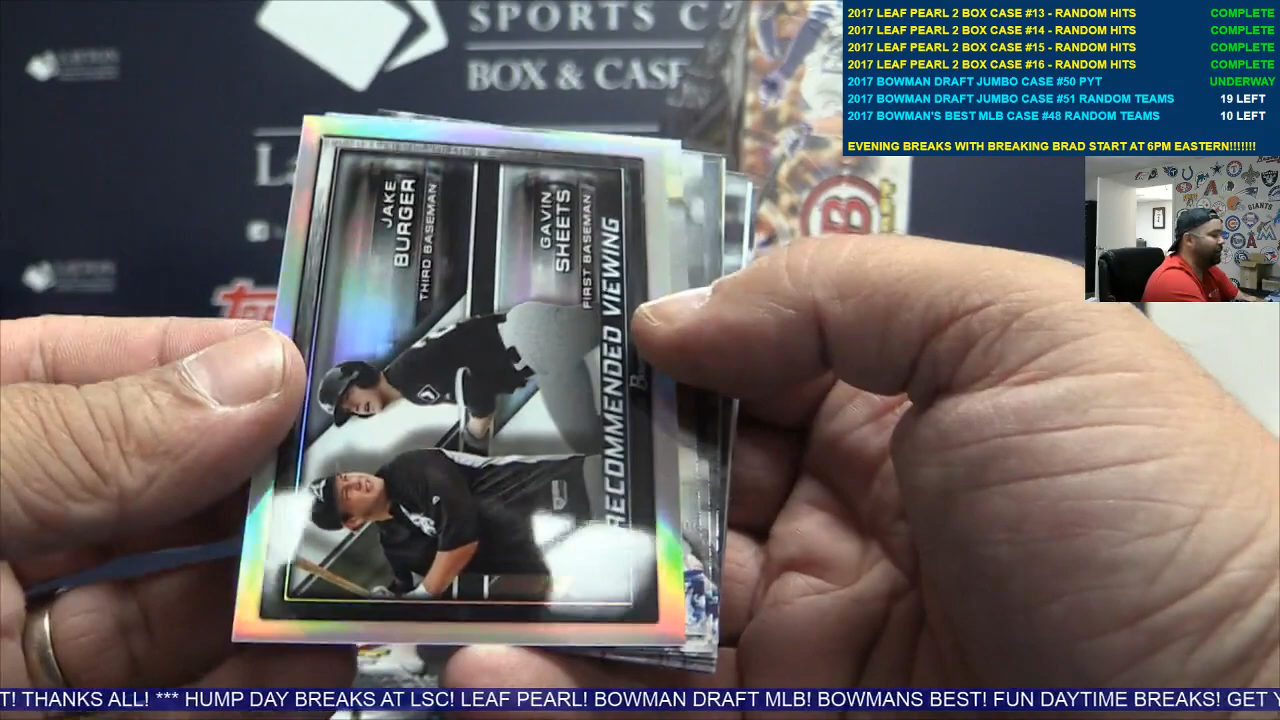 SPORTS C
BOX & CASE
2017 LEAF PEARL 2 BOX CASE #13 - RANDOM HITS COMPLETE
2017 LEAF PEARL 2 BOX CASE #14 - RANDOM HITS COMPLETE
2017 LEAF PEARL 2 BOX CASE #15 - RANDOM HITS COMPLETE
2017 LEAF PEARL 2 BOX CASE #16 - RANDOM HITS COMPLETE
2017 BOWMAN DRAFT JUMBO CASE #50 PYT UNDERWAY
2017 BOWMAN DRAFT JUMBO CASE #51 RANDOM TEAMS 19 LEFT
2017 BOWMAN'S BEST MLB CASE #48 RANDOM TEAMS 10 LEFT
EVENING BREAKS WITH BREAKING BRAD START AT 6PM EASTERN!!!!!!!
JAKE
BURGER
THIRD BASEMAN
GAVIN
SHEETS
FIRST BASEMAN
RECOMMENDED VIEWING
T! THANKS ALL! *** HUMP DAY BREAKS AT LSC! LEAF PEARL! BOWMAN DRAFT MLB! BOWMANS BEST! FUN DAYTIME BREAKS! GET